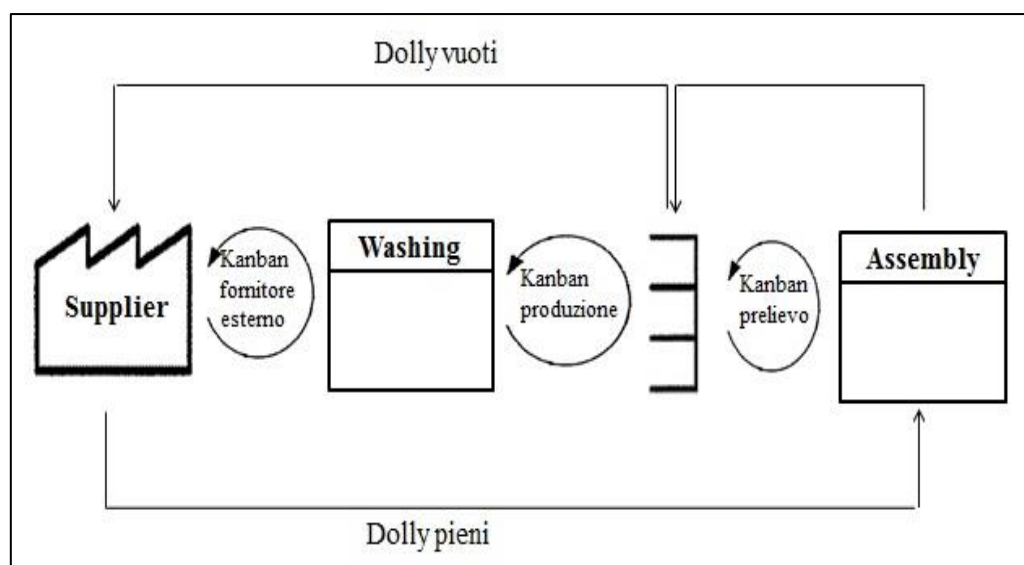 Dolly vuoti
Supplier
Kanban
fornitore
esterno
Washing
Kanban
produzione
Kanban
prelievo
Assembly
Dolly pieni